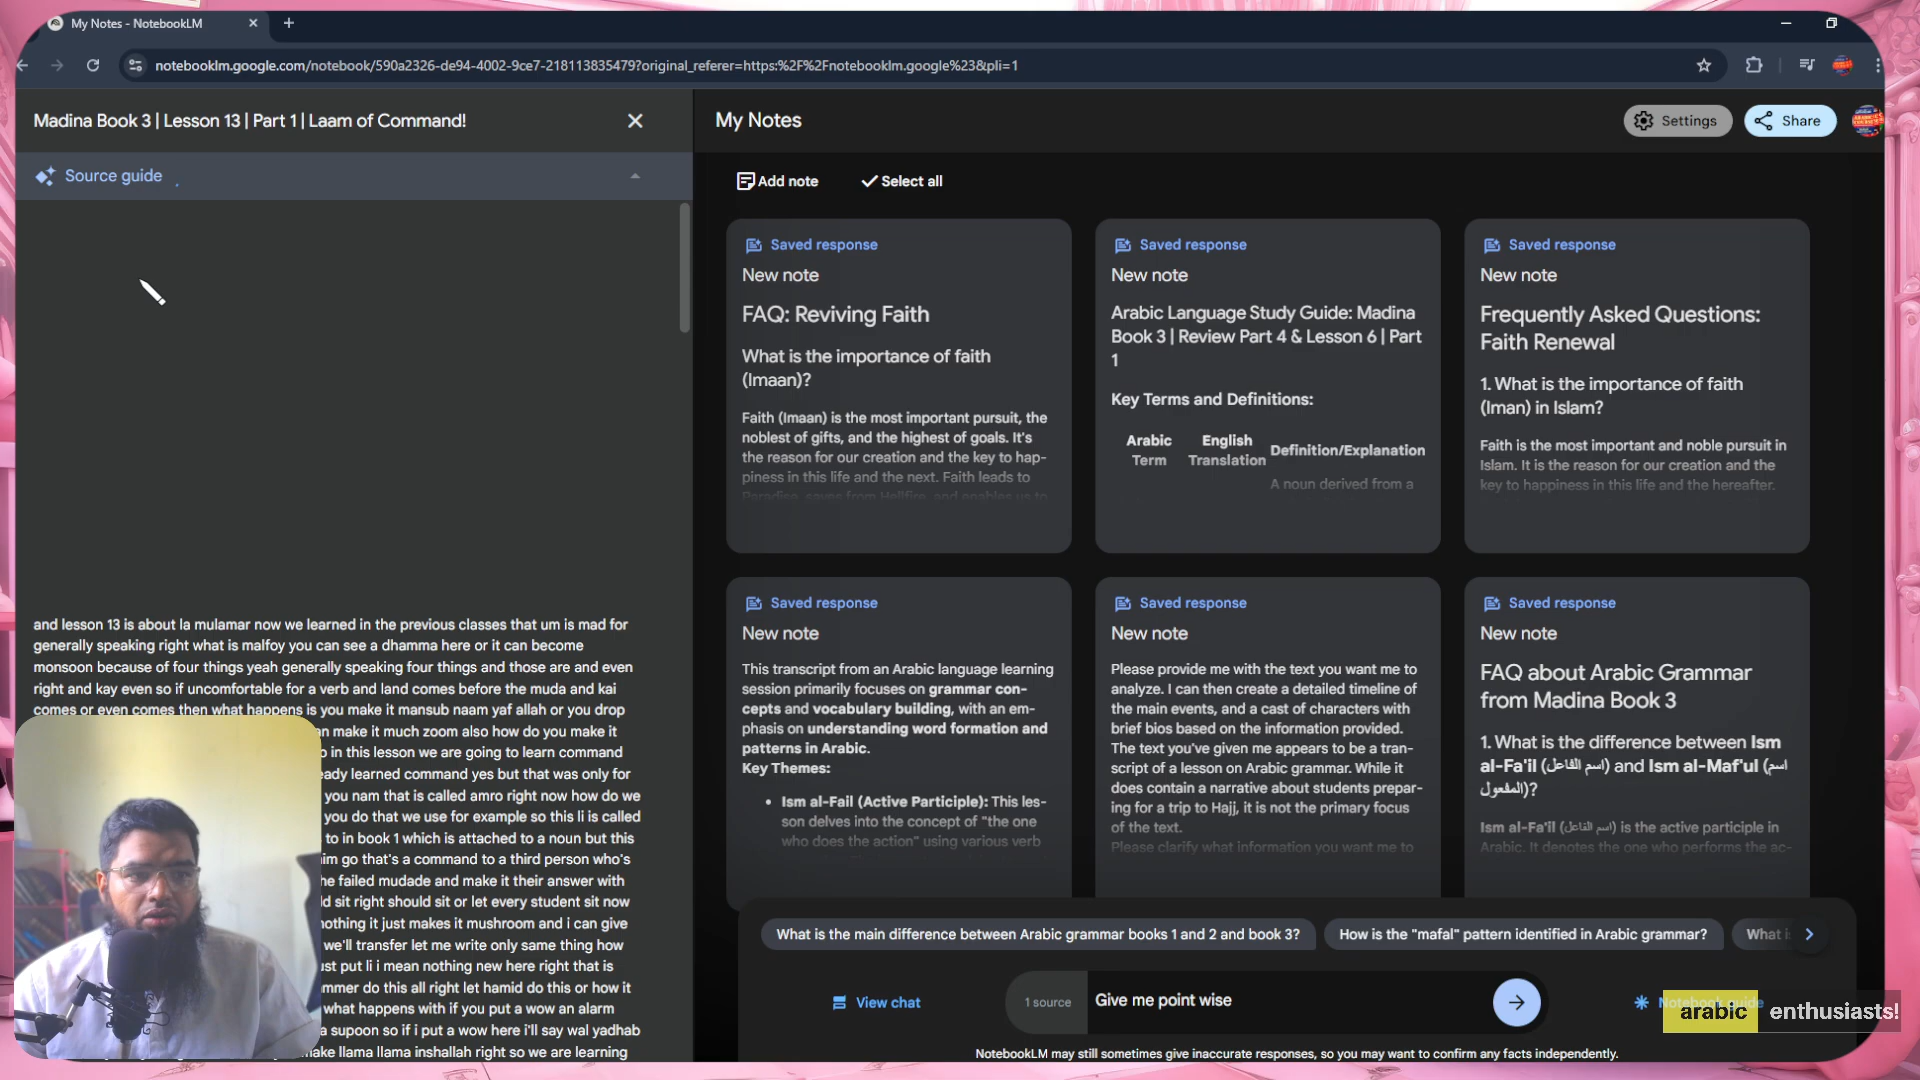 My Notes - NotebookLM
notebooklm.google.com/notebook/590a2326-de94-4002-9ce7-218113835479?original_referer=https:%2F%2Fnotebooklm.google%23&pli=1
Madina Book 3 | Lesson 13 | Part 1 | Laam of Command!
Source guide
and lesson 13 is about la mulamar now we learned in the previous classes that um is mad for
generally speaking right what is malfoy you can see a dhamma here or it can become
monsoon because of four things yeah generally speaking four things and those are and even
right and kay even so if uncomfortable for a verb and land comes before the muda and kai
comes or even comes then what happens is you make it mansub naam yaf allah or you drop
an make it much zoom also how do you make it
in this lesson we are going to learn command
ady learned command yes but that was only for
you nam that is called amro right now how do we
you do that we use for example so this li is called
to in book 1 which is attached to a noun but this
im go that's a command to a third person who's
he failed mudade and make it their answer with
ld sit right should sit or let every student sit now
nothing it just makes it mushroom and i can give
we'll transfer let me write only same thing how
ust put li i mean nothing new here right that is
mmer do this all right let hamid do this or how it
what happens with if you put a wow an alarm
a supoon so if i put a wow here i'll say wal yadhab
make llama llama inshallah right so we are learning
My Notes
Settings
Share
Add note
Select all
Saved response
New note
FAQ: Reviving Faith
What is the importance of faith
(Imaan)?
Faith (Imaan) is the most important pursuit, the
noblest of gifts, and the highest of goals. It's
the reason for our creation and the key to hap-
piness in this life and the next. Faith leads to
Paradise, saves from Hellfire, and enables us to
Saved response
New note
Arabic Language Study Guide: Madina
Book 3 | Review Part 4 & Lesson 6 | Part
1
Key Terms and Definitions:
Arabic
Term
English
Translation
Definition/Explanation
A noun derived from a
Saved response
New note
Frequently Asked Questions:
Faith Renewal
1. What is the importance of faith
(Iman) in Islam?
Faith is the most important and noble pursuit in
Islam. It is the reason for our creation and the
key to happiness in this life and the hereafter.
Saved response
New note
This transcript from an Arabic language learning
session primarily focuses on grammar con-
cepts and vocabulary building, with an em-
phasis on understanding word formation and
patterns in Arabic.
Key Themes:
• Ism al-Fail (Active Participle): This les-
son delves into the concept of "the one
who does the action" using various verb
Saved response
New note
Please provide me with the text you want me to
analyze. I can then create a detailed timeline of
the main events, and a cast of characters with
brief bios based on the information provided.
The text you've given me appears to be a tran-
script of a lesson on Arabic grammar. While it
does contain a narrative about students prepar-
ing for a trip to Hajj, it is not the primary focus
of the text.
Please clarify what information you want me to
Saved response
New note
FAQ about Arabic Grammar
from Madina Book 3
1. What is the difference between Ism
al-Fa'il (اسم الفاعل) and Ism al-Maf'ul (اسم
المفعول)?
Ism al-Fa'il (اسم الفاعل) is the active participle in
Arabic. It denotes the one who performs the ac-
What is the main difference between Arabic grammar books 1 and 2 and book 3?
How is the "mafal" pattern identified in Arabic grammar?
What i
View chat
1 source
Give me point wise
Notebook guide
arabic enthusiasts!
NotebookLM may still sometimes give inaccurate responses, so you may want to confirm any facts independently.